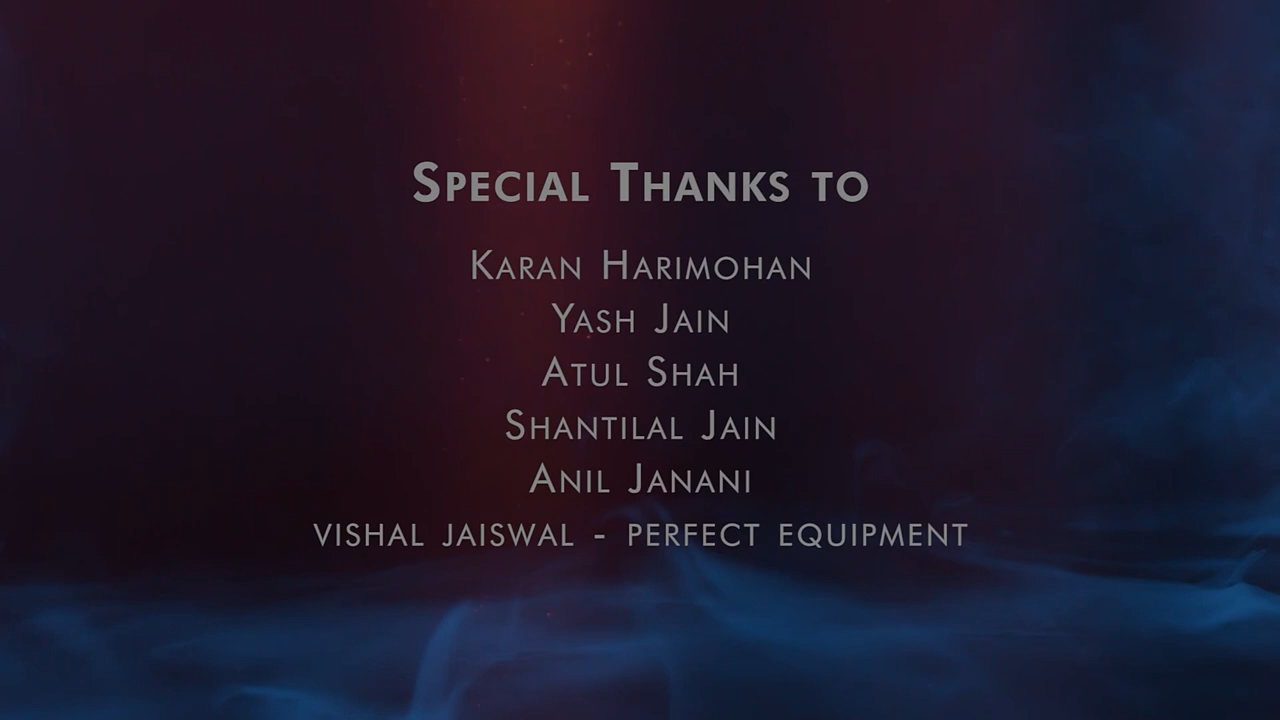 Special Thanks to
Karan Harimohan
Yash Jain
Atul Shah
Shantilal Jain
Anil Janani
vishal jaiswal - perfect equipment